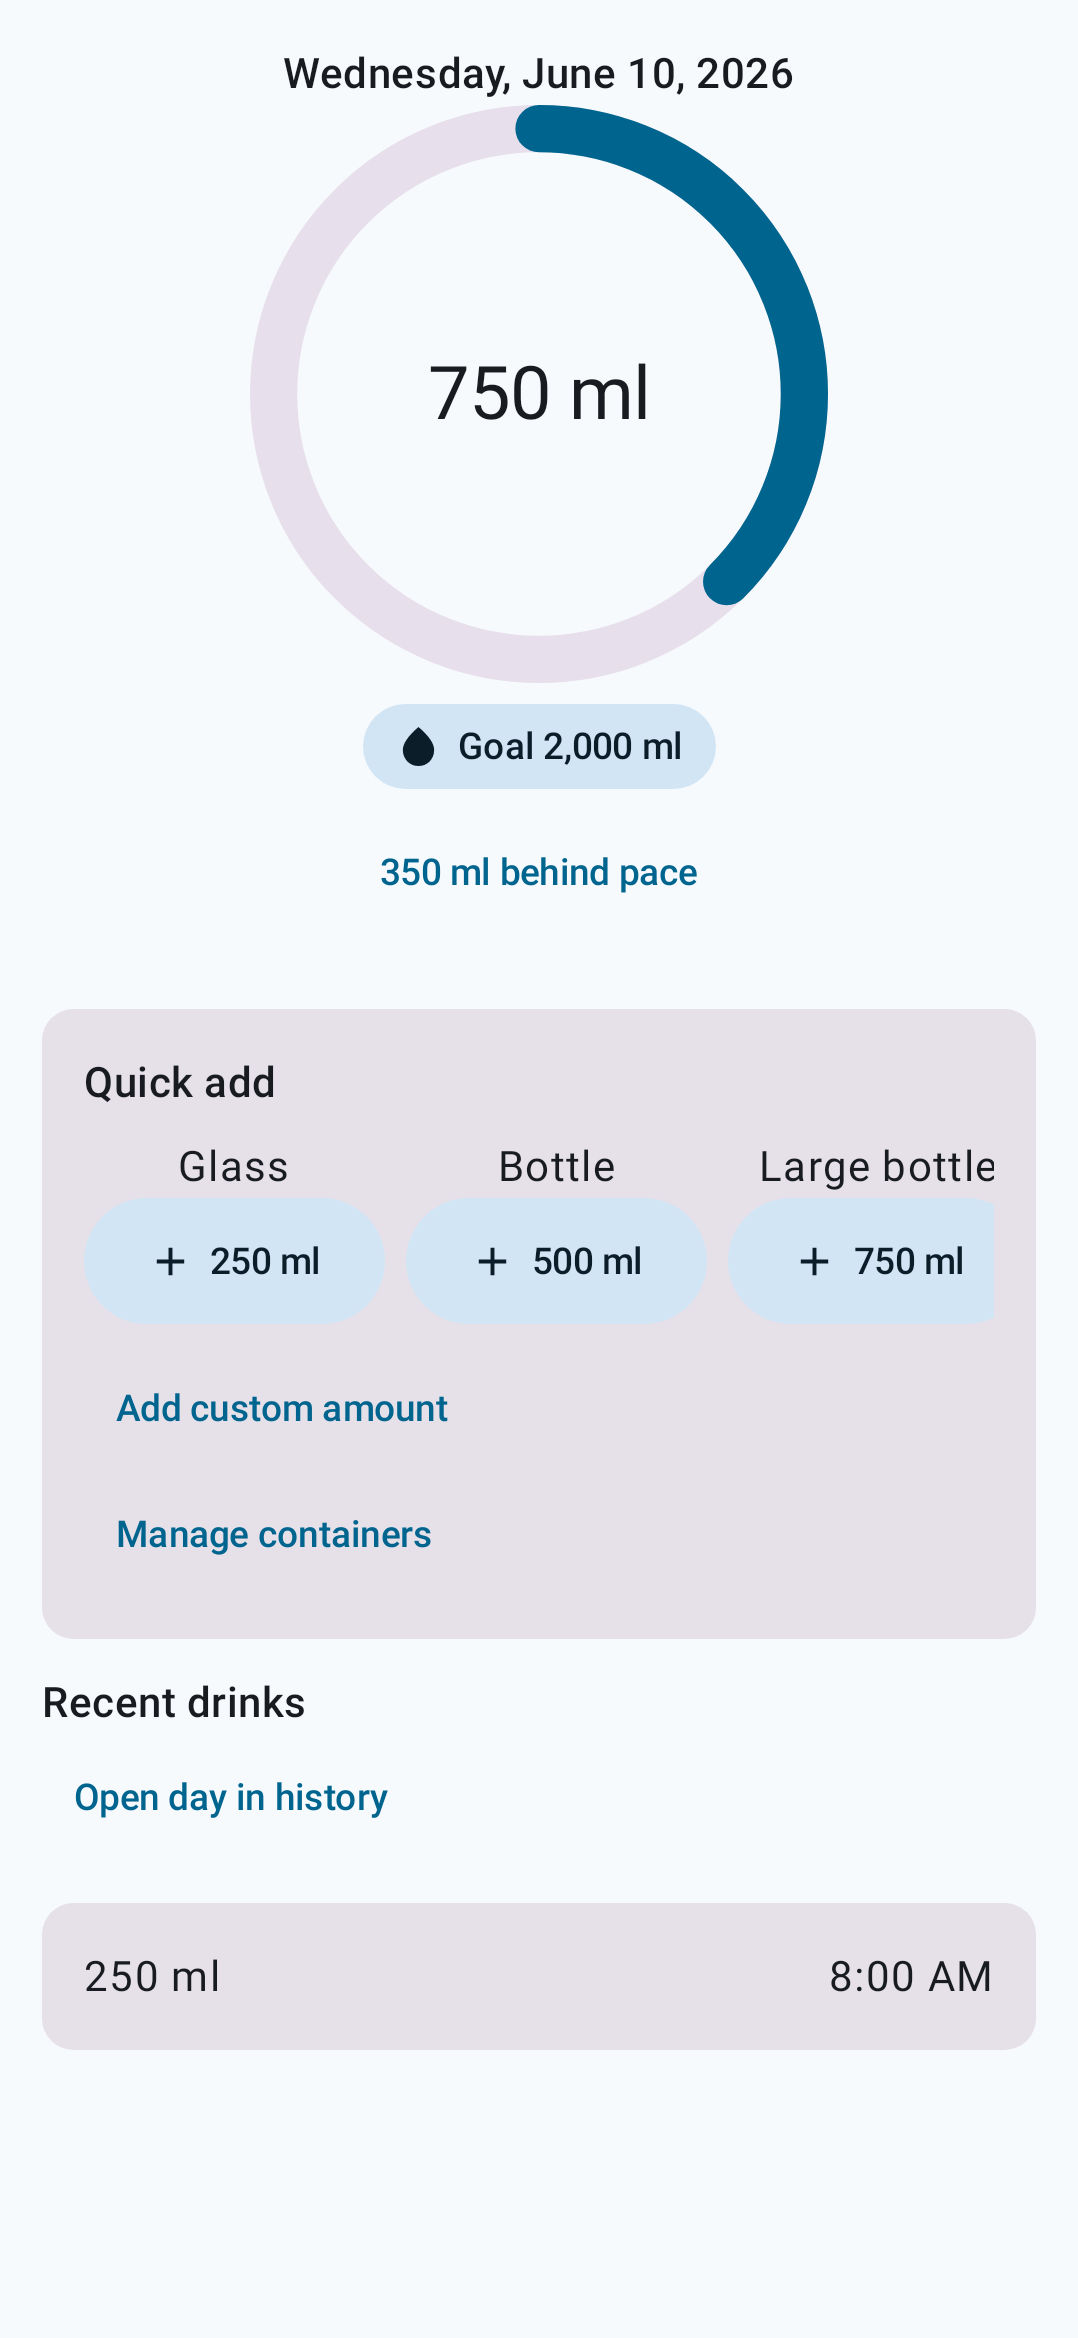 Wednesday, June 10, 2026
750 ml
Goal 2,000 ml
350 ml behind pace
Quick add
Glass Bottle Large bottle
+ 250 ml + 500 ml + 750 ml
Add custom amount
Manage containers
Recent drinks
Open day in history
250 ml 8:00 AM